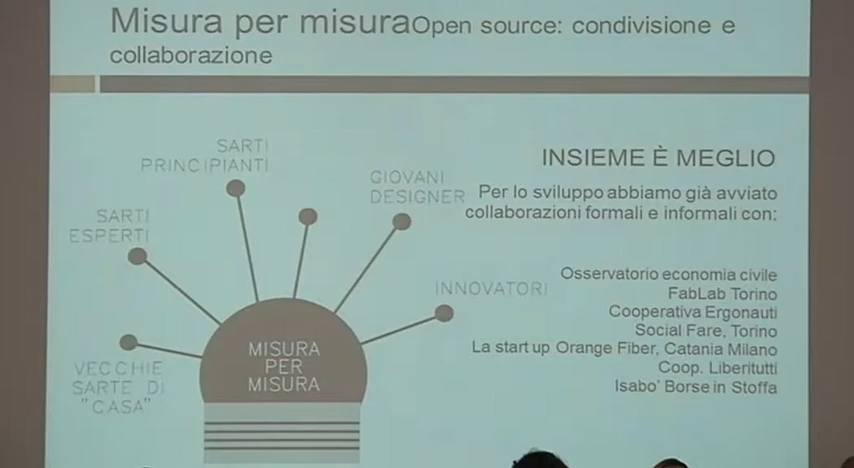 Misura per misuraOpen source: condivisione e
collaborazione
SARTI
PRINCIPIANTI
GIOVANI
DESIGNER
SARTI
ESPERTI
INNOVATORI
VECCHIE
SARTE DI
"CASA"
MISURA
PER
MISURA
INSIEME È MEGLIO
Per lo sviluppo abbiamo già avviato
collaborazioni formali e informali con:
Osservatorio economia civile
FabLab Torino
Cooperativa Ergonauti
Social Fare, Torino
La start up Orange Fiber, Catania Milano
Coop. Liberitutti
Isabo' Borse in Stoffa